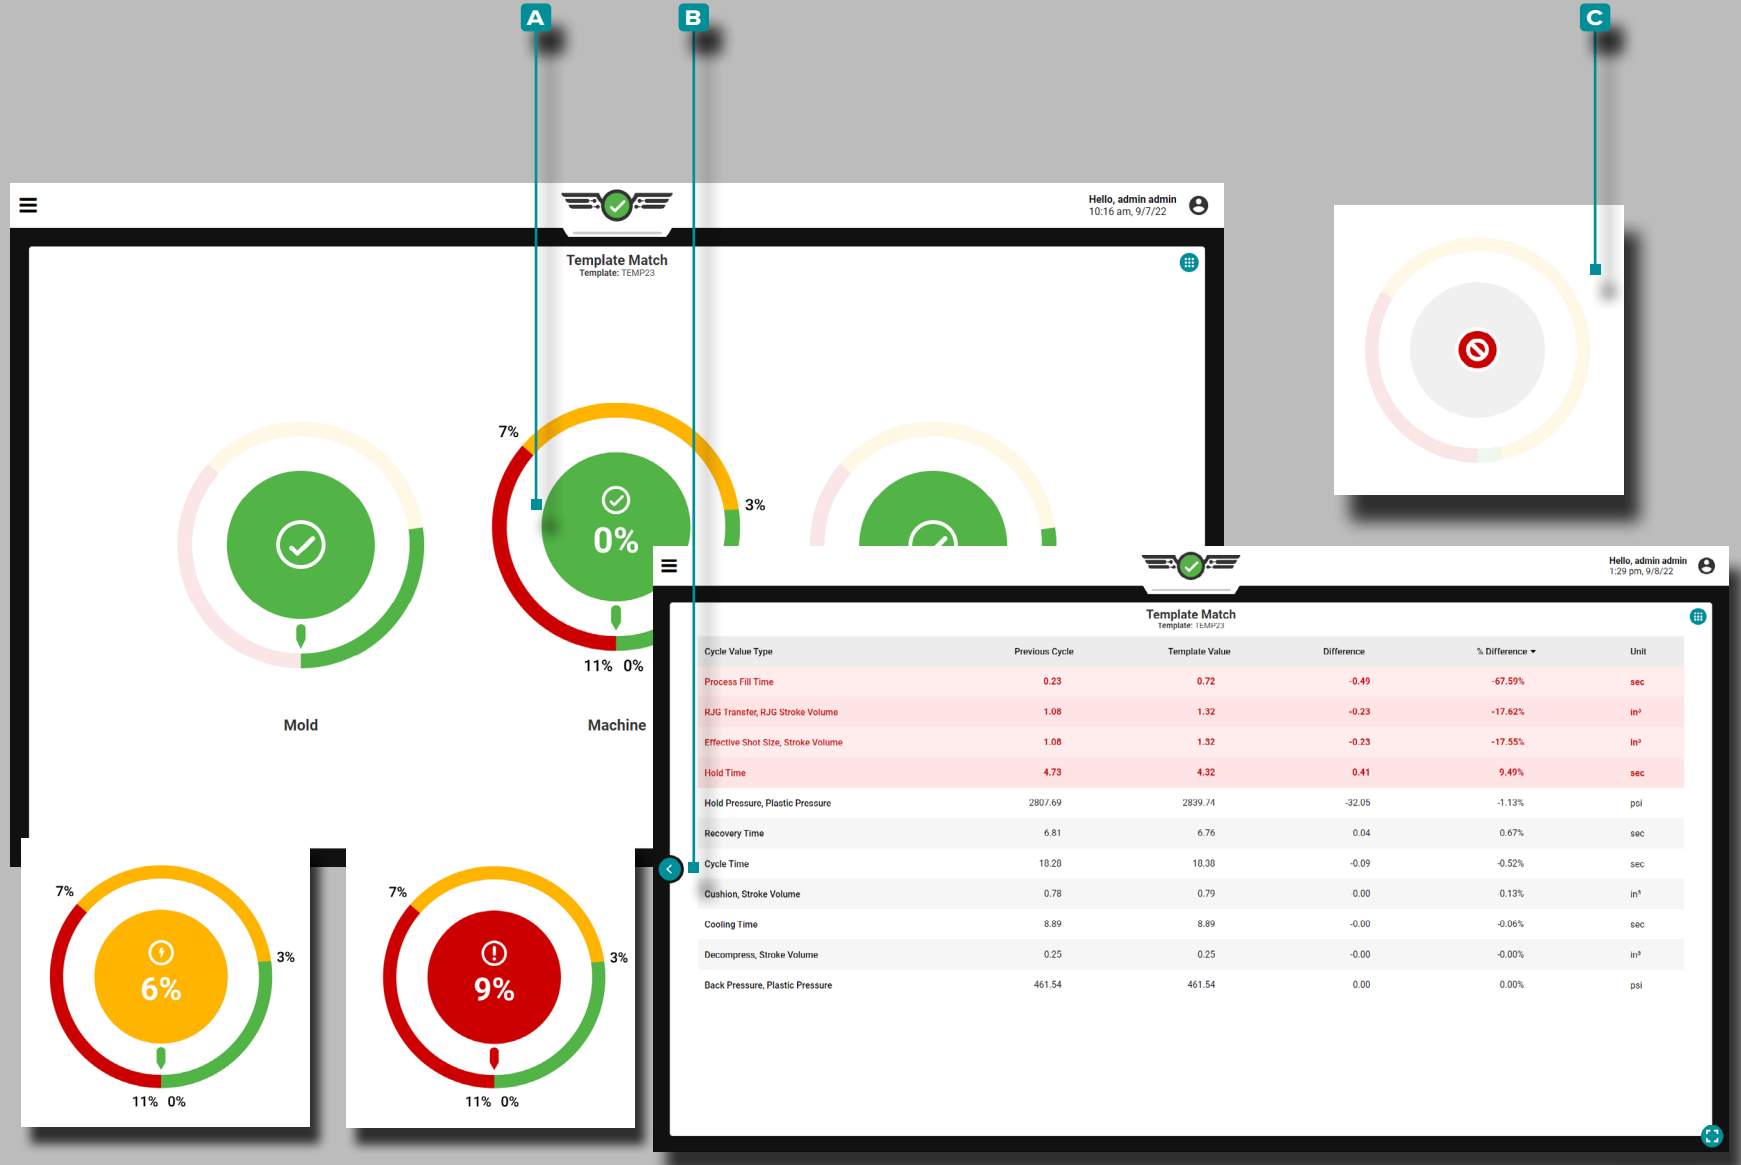 A
B
C
Hello, admin admin
10:16 am, 9/7/22
Template Match
Template: TEMP23
7%
3%
0%
11% 0%
Mold
Machine
Hello, admin admin
1:29 pm, 9/8/22
Template Match
Template: TEMP23
Cycle Value Type Previous Cycle Template Value Difference % Difference Unit
Process Fill Time 0.23 0.72 -0.49 -67.59% sec
RJG Transfer, RJG Stroke Volume 1.08 1.32 -0.23 -17.62% in³
Effective Shot Size, Stroke Volume 1.08 1.32 -0.23 -17.55% in³
Hold Time 4.73 4.32 0.41 9.49% sec
Hold Pressure, Plastic Pressure 2807.69 2839.74 -32.05 -1.13% psi
Recovery Time 6.81 6.76 0.04 0.67% sec
Cycle Time 18.28 18.38 -0.09 -0.52% sec
Cushion, Stroke Volume 0.78 0.79 -0.00 -0.13% in³
Cooling Time 8.89 8.89 -0.00 -0.06% sec
Decompress, Stroke Volume 0.25 0.25 -0.00 -0.00% in³
Back Pressure, Plastic Pressure 461.54 461.54 0.00 0.00% psi
7%
3%
6%
11% 0%
7%
3%
9%
11% 0%